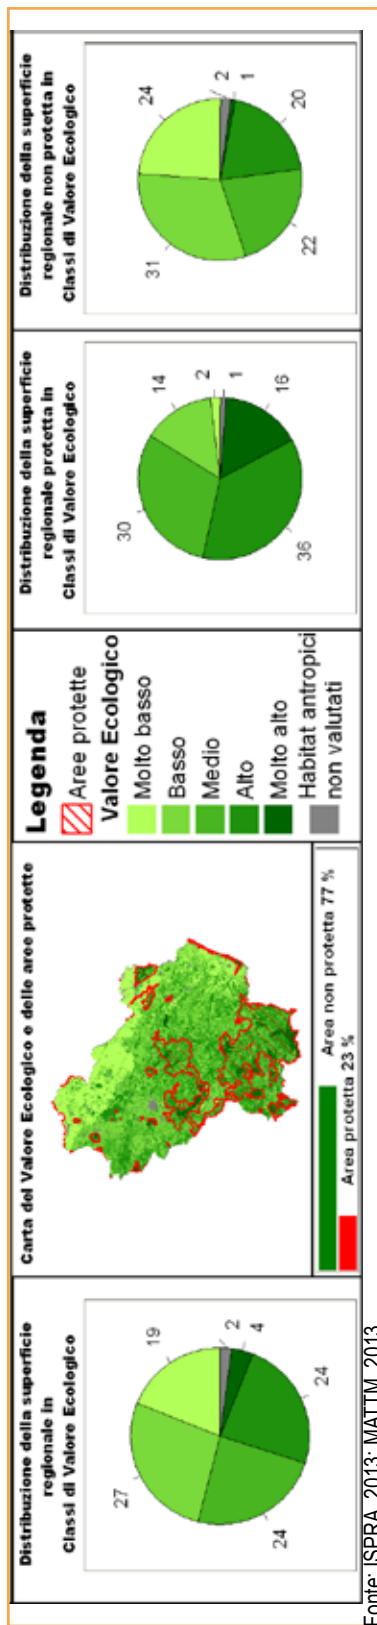 Distribuzione della superficie
regionale in
Classi di Valore Ecologico
19
27
24
24
4
2
Carta del Valore Ecologico e delle aree protette
Area non protetta 77 %
Area protetta 23 %
Legenda
Aree protette
Valore Ecologico
Molto basso
Basso
Medio
Alto
Molto alto
Habitat antropici
non valutati
Distribuzione della superficie
regionale protetta in
Classi di Valore Ecologico
2
14
30
36
16
1
Distribuzione della superficie
regionale non protetta in
Classi di Valore Ecologico
24
31
22
20
1
2
Fonte: ISPRA, 2013; MATTM, 2013